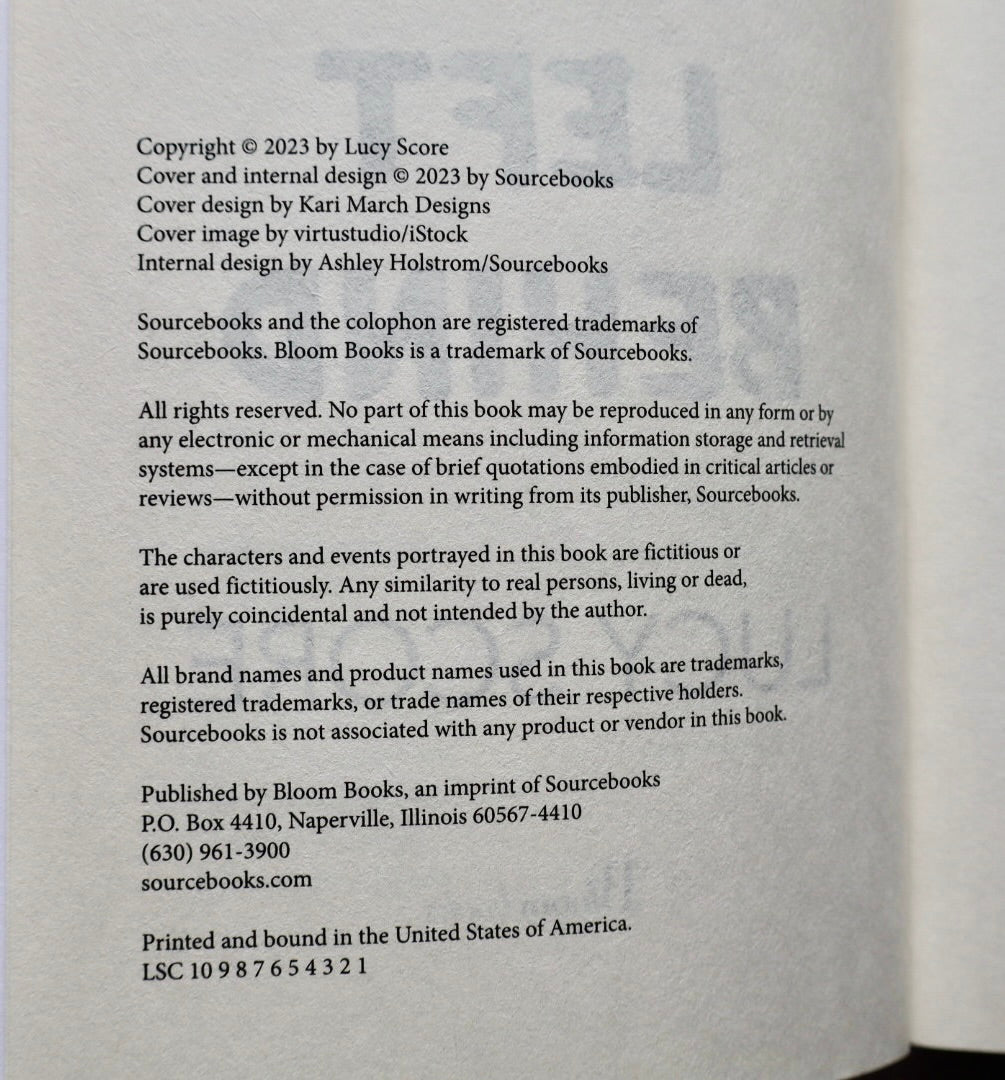 Copyright © 2023 by Lucy Score
Cover and internal design © 2023 by Sourcebooks
Cover design by Kari March Designs
Cover image by virtustudio/iStock
Internal design by Ashley Holstrom/Sourcebooks
Sourcebooks and the colophon are registered trademarks of
Sourcebooks. Bloom Books is a trademark of Sourcebooks.
All rights reserved. No part of this book may be reproduced in any form or by
any electronic or mechanical means including information storage and retrieval
systems—except in the case of brief quotations embodied in critical articles or
reviews—without permission in writing from its publisher, Sourcebooks.
The characters and events portrayed in this book are fictitious or
are used fictitiously. Any similarity to real persons, living or dead,
is purely coincidental and not intended by the author.
All brand names and product names used in this book are trademarks,
registered trademarks, or trade names of their respective holders.
Sourcebooks is not associated with any product or vendor in this book.
Published by Bloom Books, an imprint of Sourcebooks
P.O. Box 4410, Naperville, Illinois 60567-4410
(630) 961-3900
sourcebooks.com
Printed and bound in the United States of America.
LSC 10 9 8 7 6 5 4 3 2 1
LEFT
BEHIND
LUCY SCORE